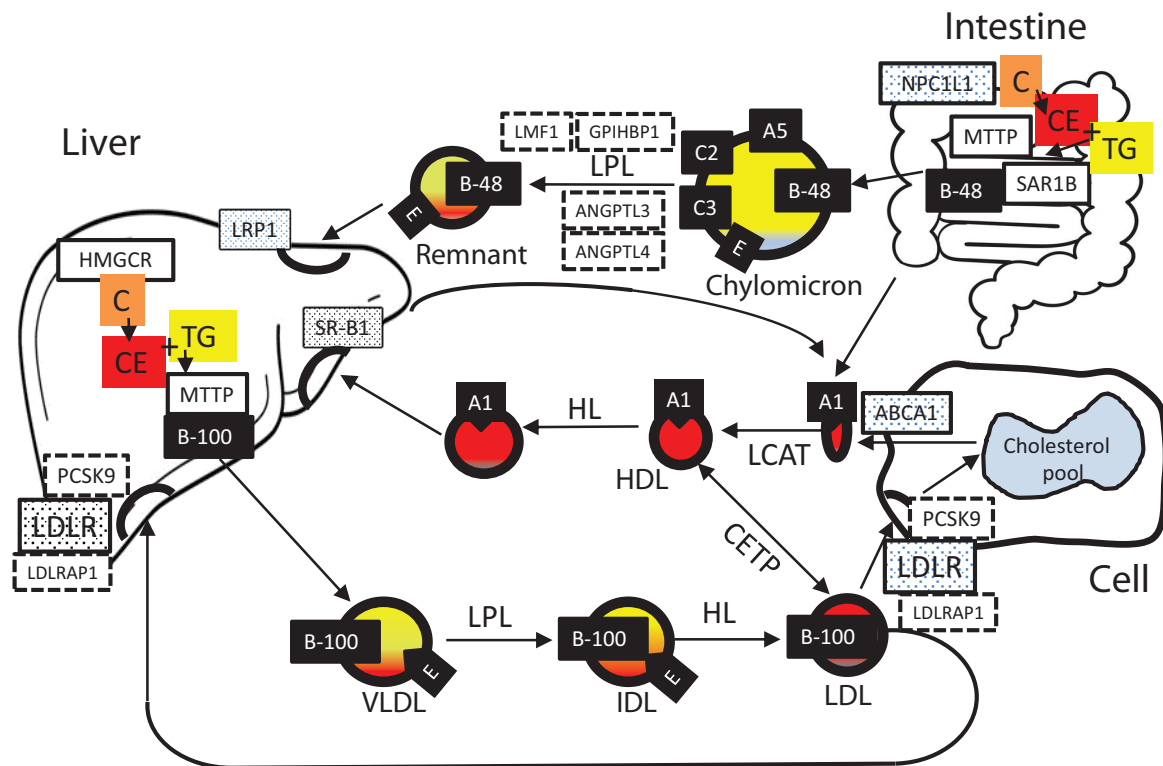 Intestine
NPC1L1
C
CE
+
TG
MTTP
SAR1B
B-48
Liver
LMF1
GPIHBP1
LPL
ANGPTL3
ANGPTL4
A5
C2
C3
B-48
E
Chylomicron
B-48
E
Remnant
LRP1
HMGCR
C
CE
+
TG
MTTP
B-100
SR-B1
PCSK9
LDLR
LDLRAP1
A1
HL
A1
HDL
LCAT
A1
ABCA1
Cholesterol
pool
PCSK9
LDLR
LDLRAP1
Cell
CETP
B-100
E
VLDL
LPL
B-100
E
IDL
HL
B-100
LDL